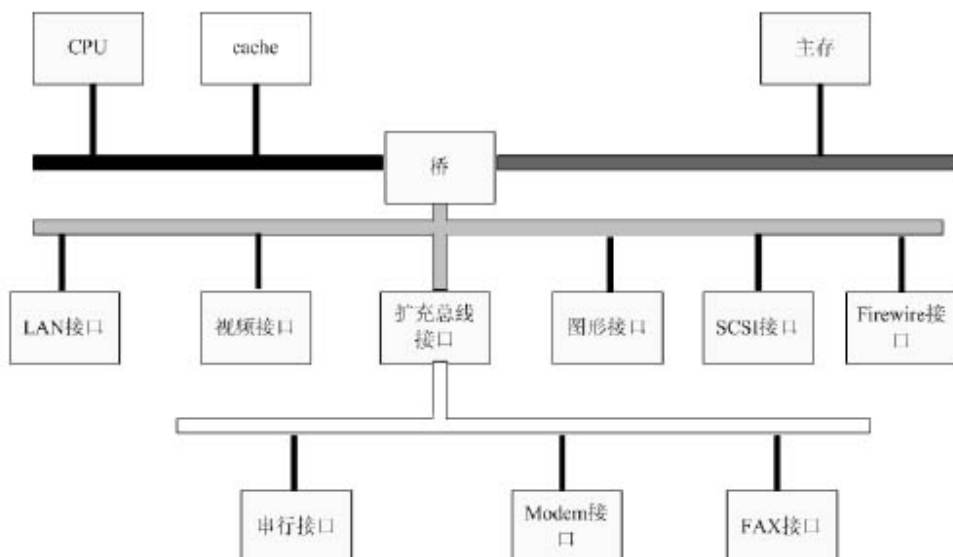 CPU
cache
主存
桥
LAN接口
视频接口
扩充总线
接口
图形接口
SCSI接口
Firewire接
口
串行接口
Modem接
口
FAX接口